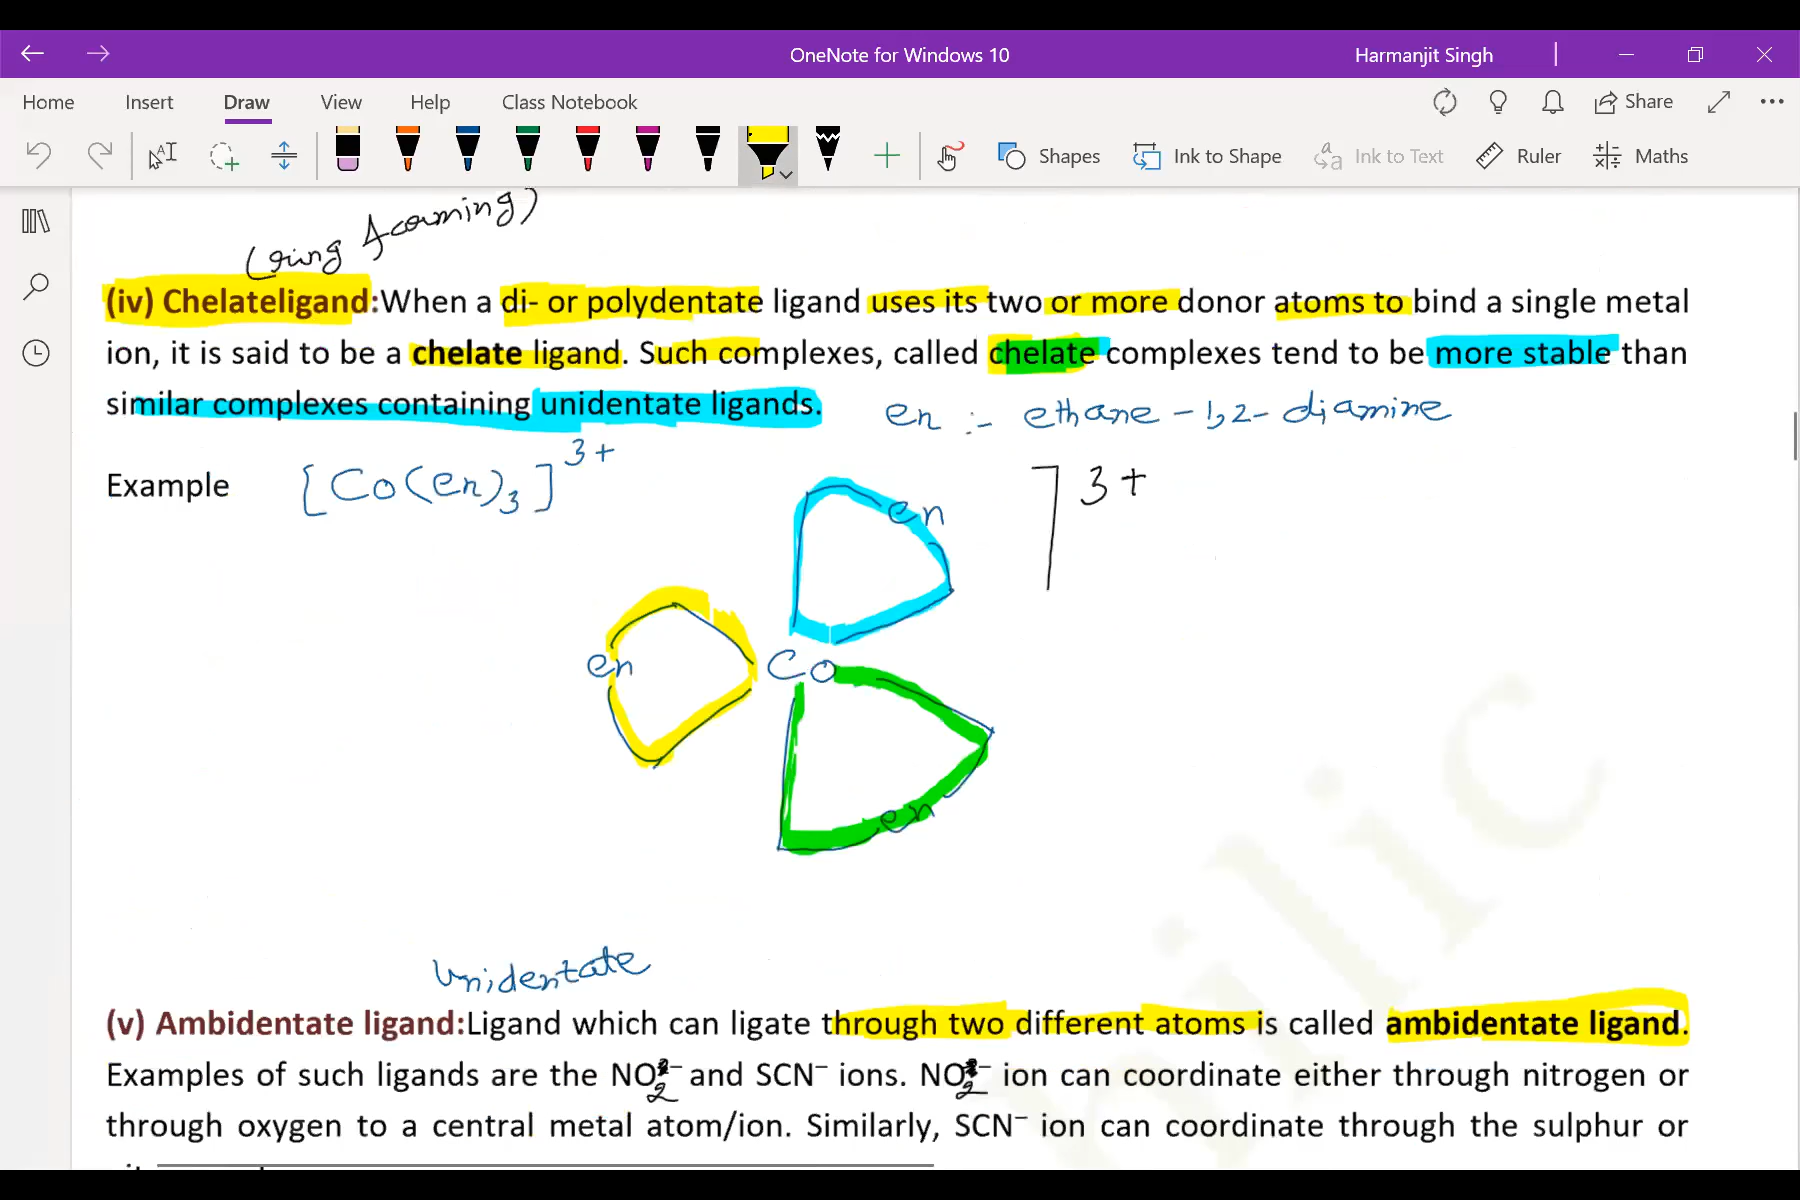 OneNote for Windows 10
Harmanjit Singh
Home Insert Draw View Help Class Notebook Share
Shapes Ink to Shape Ink to Text Ruler Maths
(ring forming)
(iv) Chelateligand:When a di- or polydentate ligand uses its two or more donor atoms to bind a single metal
ion, it is said to be a chelate ligand. Such complexes, called chelate complexes tend to be more stable than
similar complexes containing unidentate ligands.
en :- ethane-1,2-diamine
Example [Co(en)₃]³⁺
]³⁺
en
en
Co
en
Unidentate
(v) Ambidentate ligand:Ligand which can ligate through two different atoms is called ambidentate ligand.
Examples of such ligands are the NO₂⁻ and SCN⁻ ions. NO₂⁻ ion can coordinate either through nitrogen or
through oxygen to a central metal atom/ion. Similarly, SCN⁻ ion can coordinate through the sulphur or